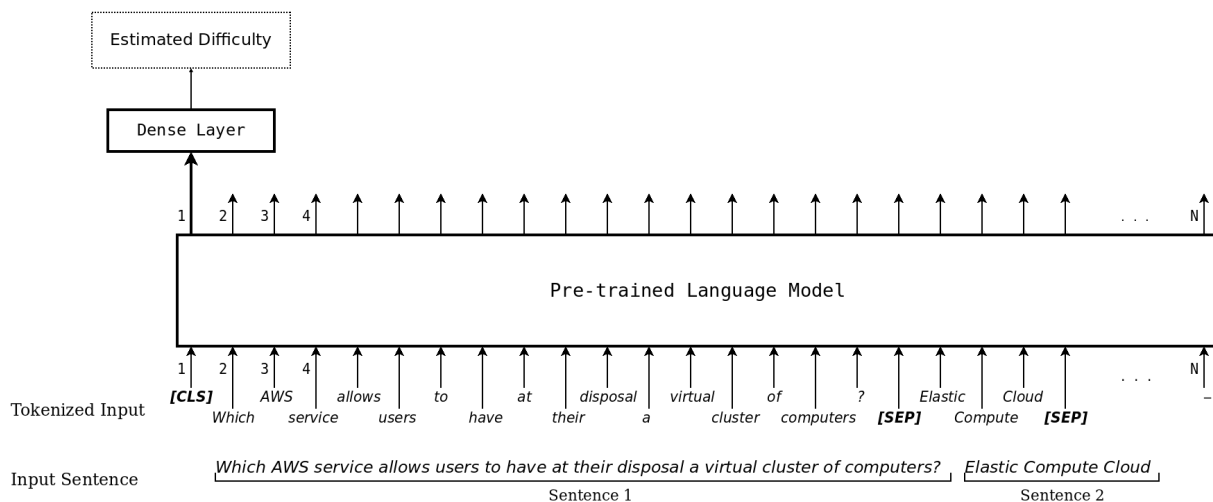 Estimated Difficulty
Dense Layer
1 2 3 4 . . . N
Pre-trained Language Model
1 2 3 4 . . . N
[CLS] AWS allows to at disposal virtual of ? Elastic Cloud –
Tokenized Input
Which service users have their a cluster computers [SEP] Compute [SEP]
Which AWS service allows users to have at their disposal a virtual cluster of computers? Elastic Compute Cloud
Input Sentence
Sentence 1 Sentence 2